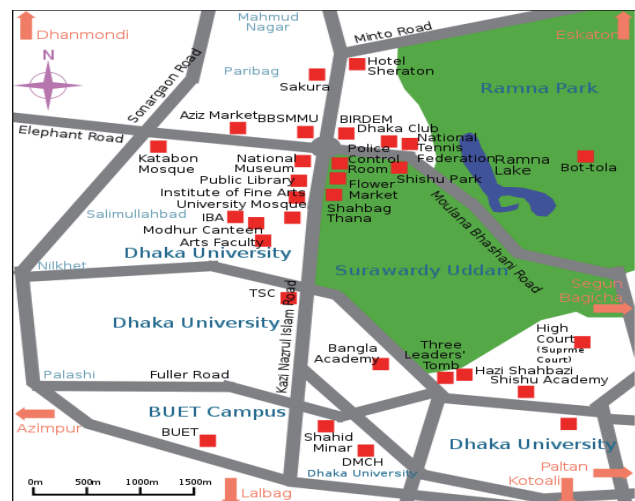 Mahmud
Nagar
Minto Road
Dhanmondi
Eskaton
N
Hotel
Sheraton
Paribag
Sakura
Ramna Park
Sonargaon Road
Aziz Market
BBSMMU
BIRDEM
Dhaka Club
Elephant Road
National
Tennis
Federation
Katabon
Mosque
National
Museum
Police
Control
Room
Ramna
Lake
Bot-tola
Shishu Park
Public Library
Institute of Fine Arts
Flower
Market
University Mosque
Shahbag
Thana
Moulana Bhashani Road
Salimullahbad
IBA
Modhur Canteen
Arts Faculty
Dhaka University
Nilkhet
Surawardy Uddan
Segun
Bagicha
TSC
Kazi Nazrul Islam Road
Dhaka University
High
Court
(Suprme
Court)
Bangla
Academy
Three
Leaders'
Tomb
Hazi Shahbazi
Shishu Academy
Palashi
Fuller Road
BUET Campus
Azimpur
BUET
Shahid
Minar
DMCH
Dhaka University
Dhaka University
Paltan
Kotoali
0m
500m
1000m
1500m
Lalbag